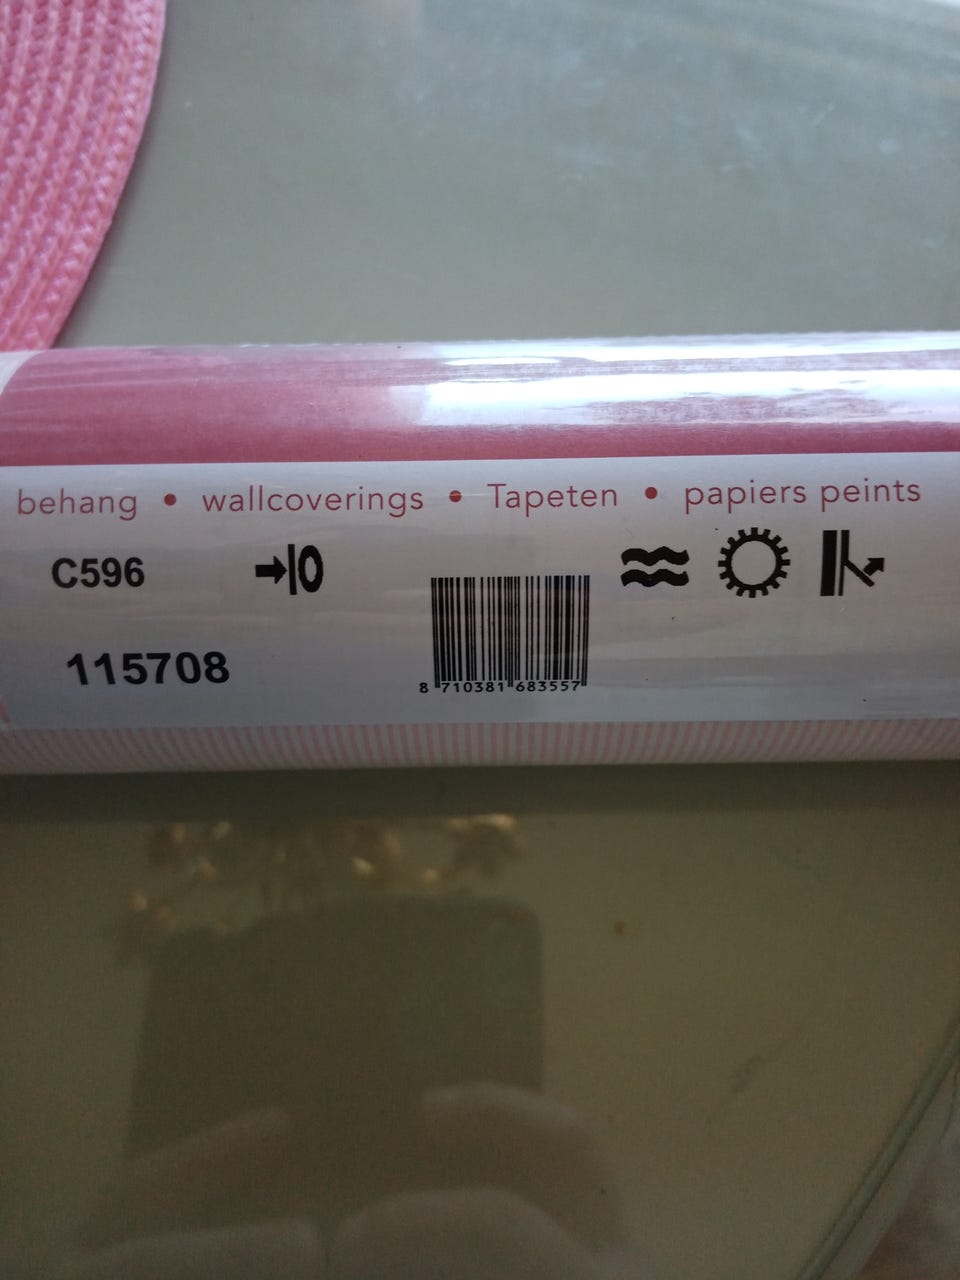 behang • wallcoverings • Tapeten • papiers peints
C596
115708
8 710381 683557